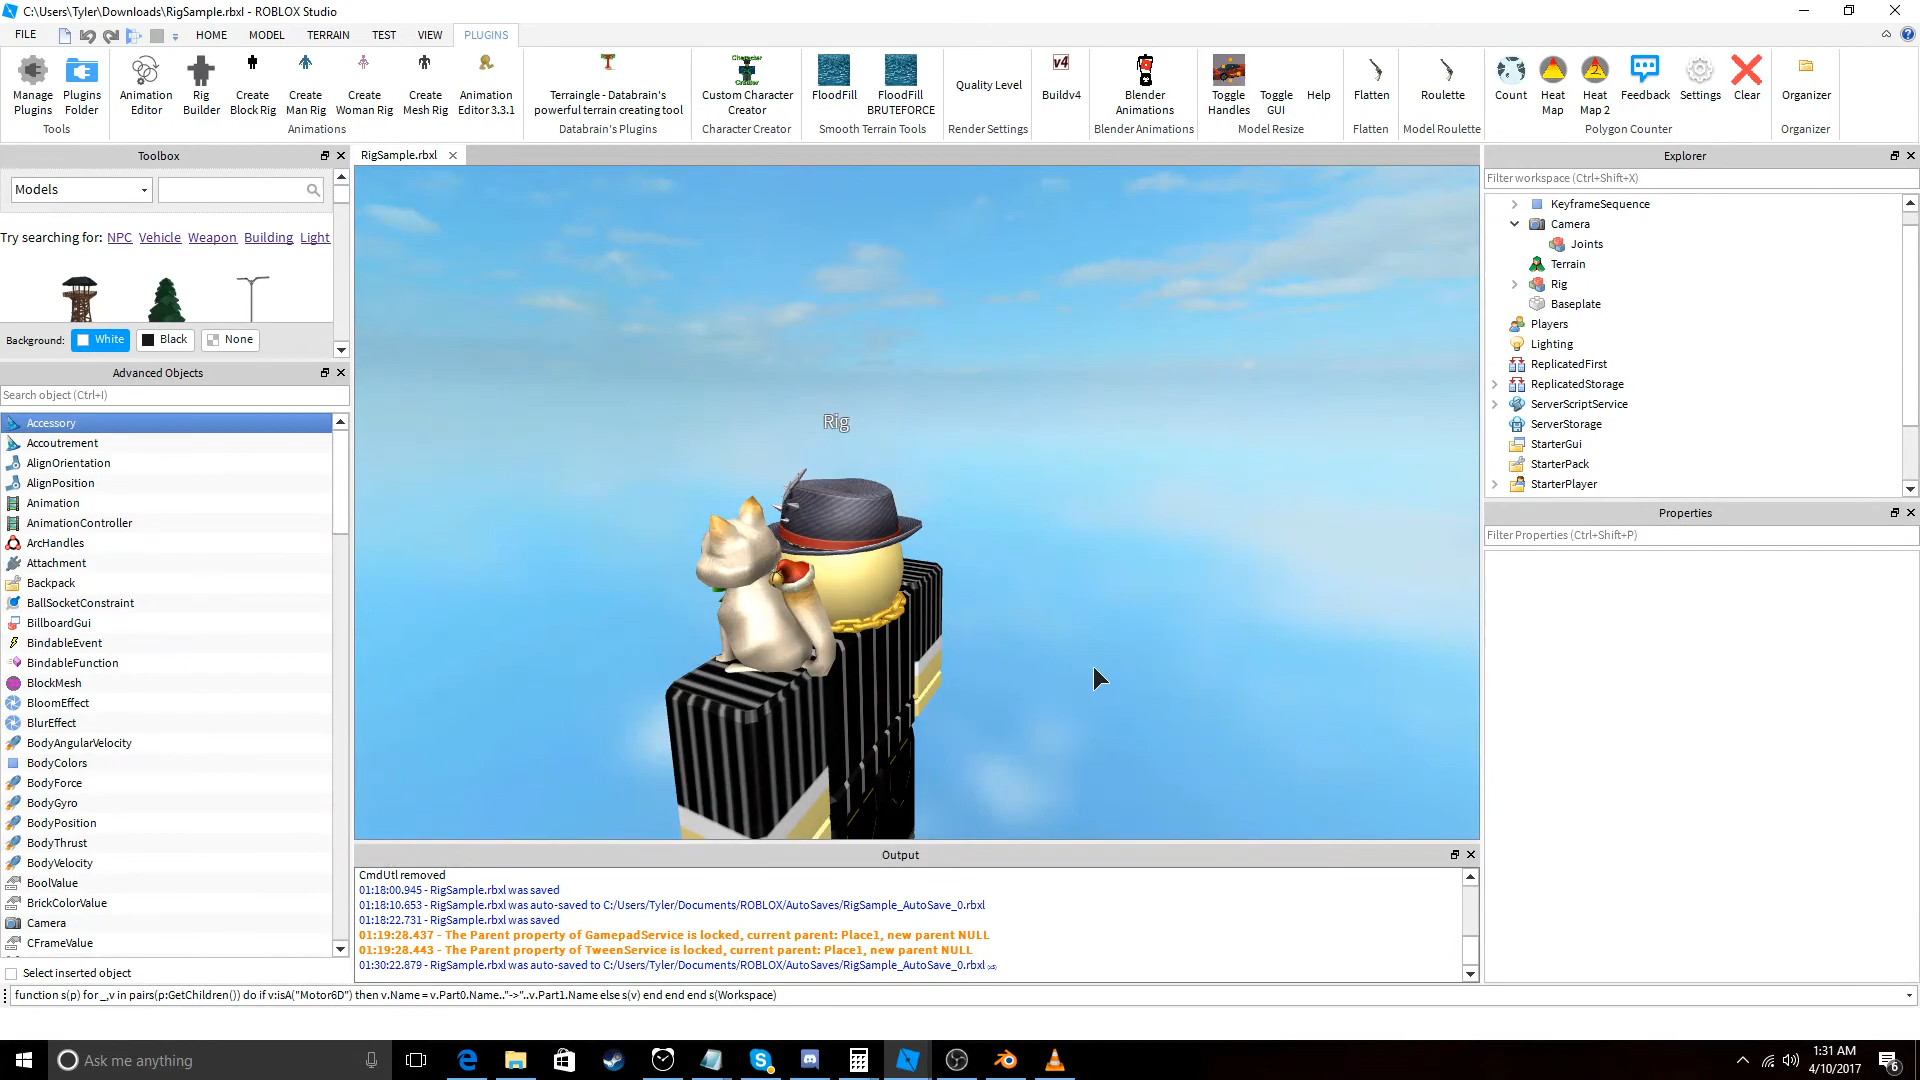 C:\Users\Tyler\Downloads\RigSample.rbxl - ROBLOX Studio
FILE HOME MODEL TERRAIN TEST VIEW PLUGINS
Manage Plugins
Plugins Folder
Tools
Animation Editor
Rig Builder
Create Block Rig
Create Man Rig
Create Woman Rig
Create Mesh Rig
Animation Editor 3.3.1
Animations
Terraingle - Databrain's powerful terrain creating tool
Databrain's Plugins
Character Creator
Custom Character Creator
Character Creator
FloodFill
FloodFill BRUTEFORCE
Smooth Terrain Tools
Quality Level
Render Settings
v4
Buildv4
Blender Animations
Blender Animations
Toggle Handles
Toggle GUI
Help
Model Resize
Flatten
Flatten
Roulette
Model Roulette
Count
Heat Map
2
Heat Map 2
Feedback
Settings
Clear
Polygon Counter
Organizer
Organizer
Toolbox
Models
Try searching for: NPC Vehicle Weapon Building Light
Background: White Black None
Advanced Objects
Search object (Ctrl+I)
Accessory
Accoutrement
AlignOrientation
AlignPosition
Animation
AnimationController
ArcHandles
Attachment
Backpack
BallSocketConstraint
BillboardGui
BindableEvent
BindableFunction
BlockMesh
BloomEffect
BlurEffect
BodyAngularVelocity
BodyColors
BodyForce
BodyGyro
BodyPosition
BodyThrust
BodyVelocity
BoolValue
BrickColorValue
Camera
CFrameValue
Select inserted object
RigSample.rbxl
Rig
Output
CmdUtl removed
01:18:00.945 - RigSample.rbxl was saved
01:18:10.653 - RigSample.rbxl was auto-saved to C:/Users/Tyler/Documents/ROBLOX/AutoSaves/RigSample_AutoSave_0.rbxl
01:18:22.731 - RigSample.rbxl was saved
01:19:28.437 - The Parent property of GamepadService is locked, current parent: Place1, new parent NULL
01:19:28.443 - The Parent property of TweenService is locked, current parent: Place1, new parent NULL
01:30:22.879 - RigSample.rbxl was auto-saved to C:/Users/Tyler/Documents/ROBLOX/AutoSaves/RigSample_AutoSave_0.rbxl
Explorer
Filter workspace (Ctrl+Shift+X)
KeyframeSequence
Camera
Joints
Terrain
Rig
Baseplate
Players
Lighting
ReplicatedFirst
ReplicatedStorage
ServerScriptService
ServerStorage
StarterGui
StarterPack
StarterPlayer
Properties
Filter Properties (Ctrl+Shift+P)
function s(p) for _,v in pairs(p:GetChildren()) do if v:isA("Motor6D") then v.Name = v.Part0.Name.."->"..v.Part1.Name else s(v) end end end s(Workspace)
Ask me anything
1:31 AM
4/10/2017
6